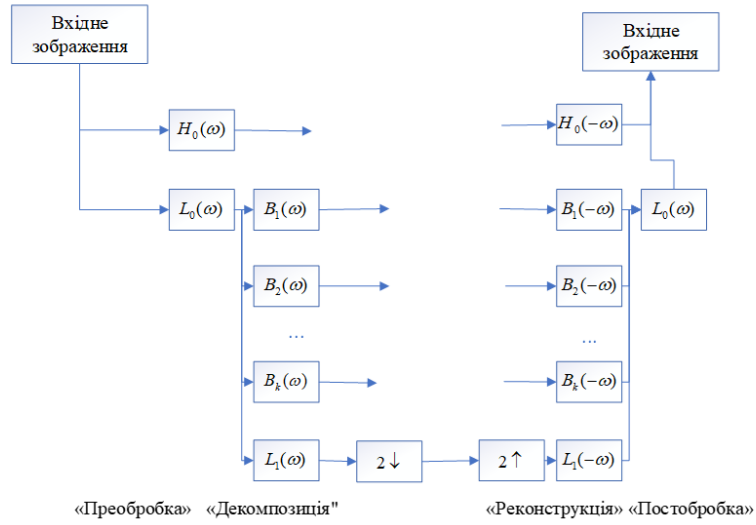 Вхідне
зображення
Вхідне
зображення
H₀(ω)
H₀(−ω)
L₀(ω)
B₁(ω)
B₁(−ω)
L₀(ω)
B₂(ω)
B₂(−ω)
...
...
Bₖ(ω)
Bₖ(−ω)
L₁(ω)
2↓
2↑
L₁(−ω)
«Преобробка» «Декомпозиція" «Реконструкція» «Постобробка»